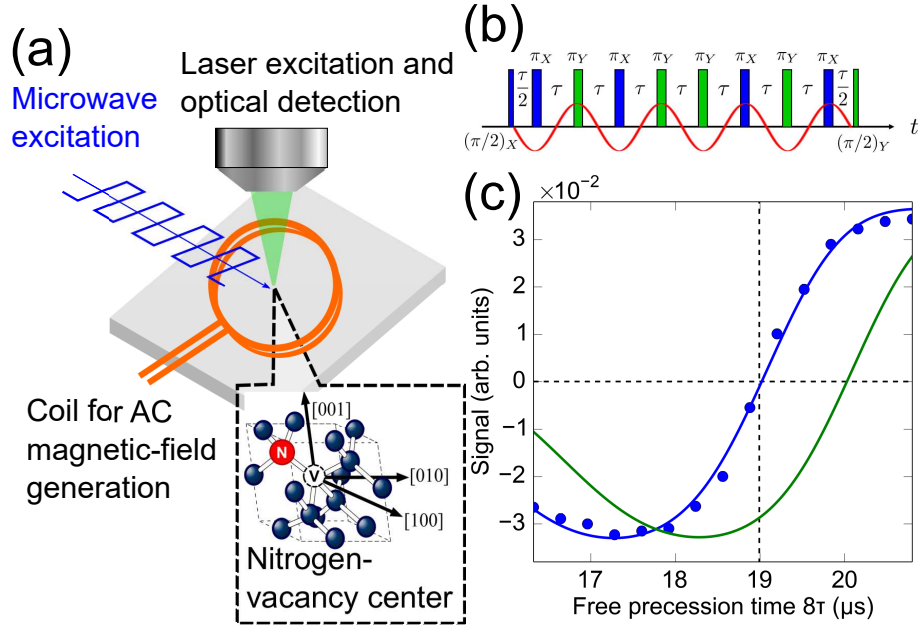 (a)
Laser excitation and
optical detection
Microwave
excitation
Coil for AC
magnetic-field
generation
[001]
[010]
[100]
N
V
Nitrogen-
vacancy center
(b)
π_X π_Y π_X π_Y π_Y π_X π_Y π_X
τ/2 τ τ τ τ τ τ τ τ/2
(π/2)_X
(π/2)_Y
t
(c)
×10⁻²
3
2
1
0
−1
−2
−3
Signal (arb. units)
17 18 19 20
Free precession time 8τ (μs)